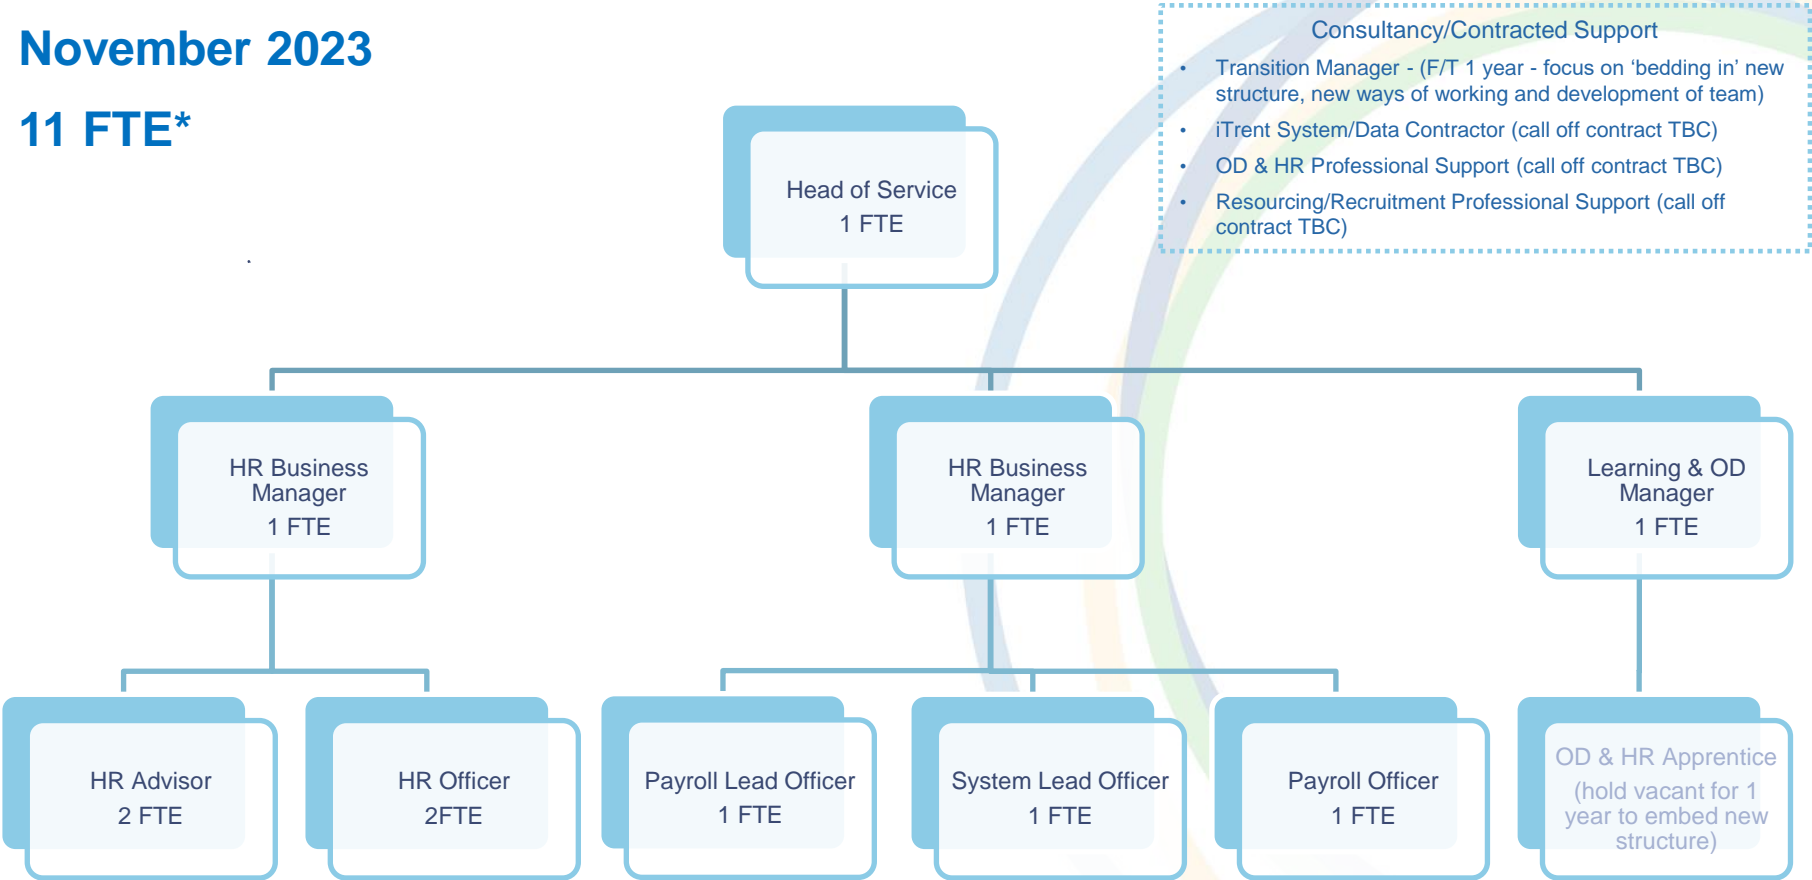 November 2023
11 FTE*
.
Consultancy/Contracted Support
• Transition Manager - (F/T 1 year - focus on ‘bedding in’ new
structure, new ways of working and development of team)
• iTrent System/Data Contractor (call off contract TBC)
• OD & HR Professional Support (call off contract TBC)
• Resourcing/Recruitment Professional Support (call off
contract TBC)
Head of Service
1 FTE
HR Business
Manager
1 FTE
HR Business
Manager
1 FTE
Learning & OD
Manager
1 FTE
HR Advisor
2 FTE
HR Officer
2FTE
Payroll Lead Officer
1 FTE
System Lead Officer
1 FTE
Payroll Officer
1 FTE
OD & HR Apprentice
(hold vacant for 1
year to embed new
structure)